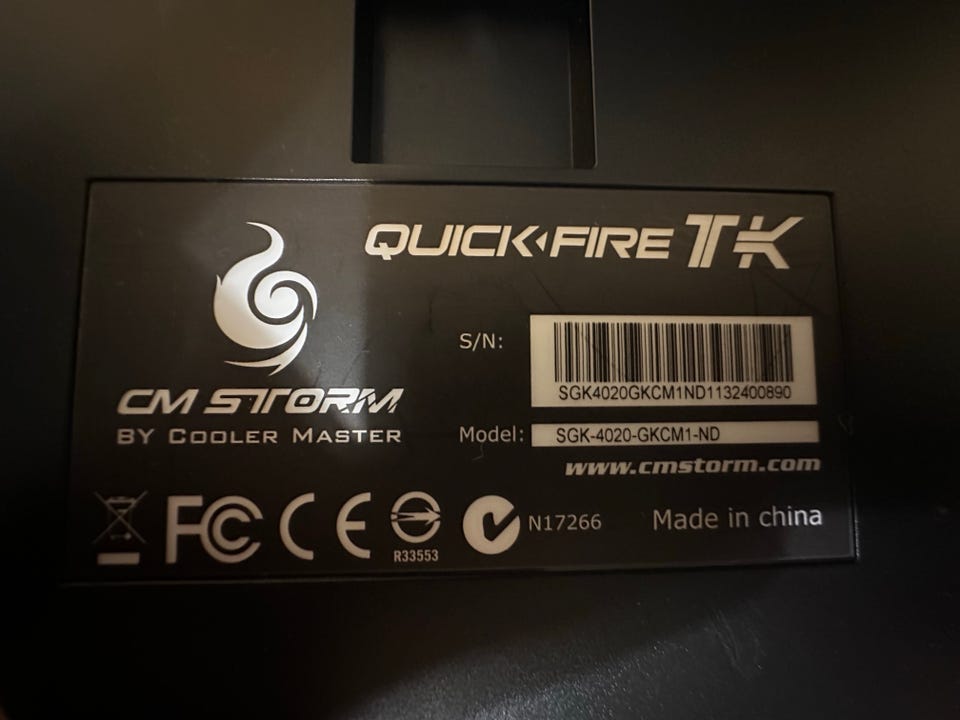 QUICK FIRE TK
S/N:
SGK4020GKCM1ND1132400890
CM STORM
BY COOLER MASTER
Model: SGK-4020-GKCM1-ND
www.cmstorm.com
FC CE
R33553
N17266
Made in china